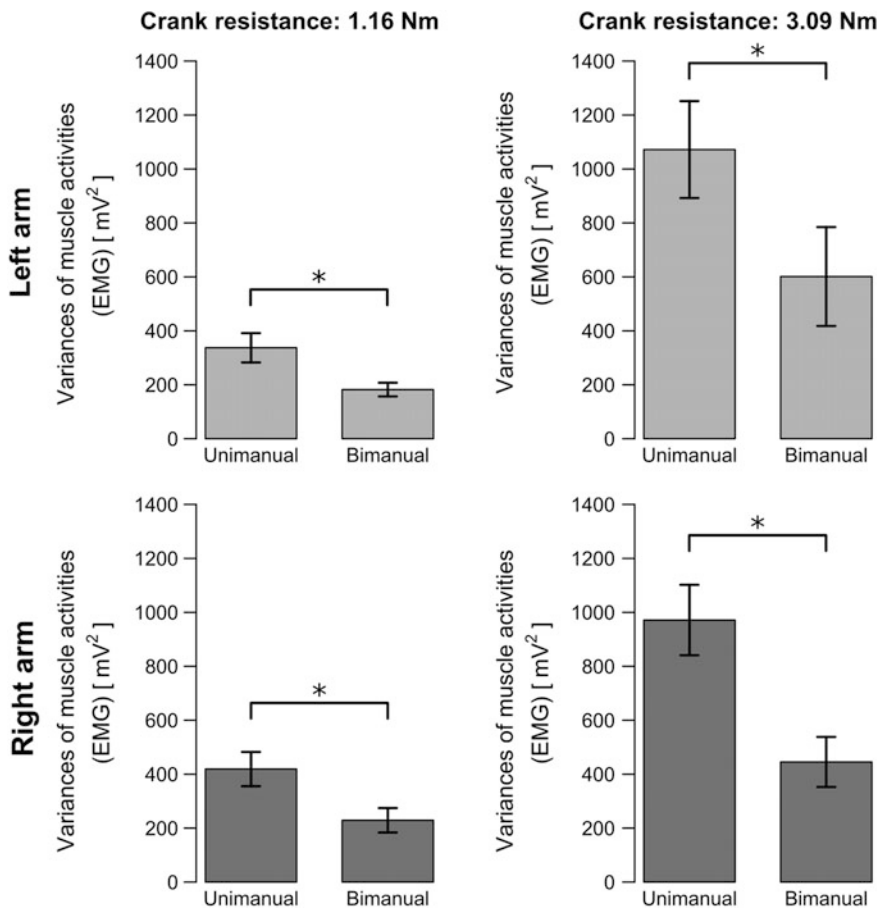 Crank resistance: 1.16 Nm
Crank resistance: 3.09 Nm
Left arm
Variances of muscle activities
(EMG) [ mV² ]
1400
1200
1000
800
600
400
200
0
*
Unimanual Bimanual
Variances of muscle activities
(EMG) [ mV² ]
1400
1200
1000
800
600
400
200
0
*
Unimanual Bimanual
Right arm
Variances of muscle activities
(EMG) [ mV² ]
1400
1200
1000
800
600
400
200
0
*
Unimanual Bimanual
Variances of muscle activities
(EMG) [ mV² ]
1400
1200
1000
800
600
400
200
0
*
Unimanual Bimanual